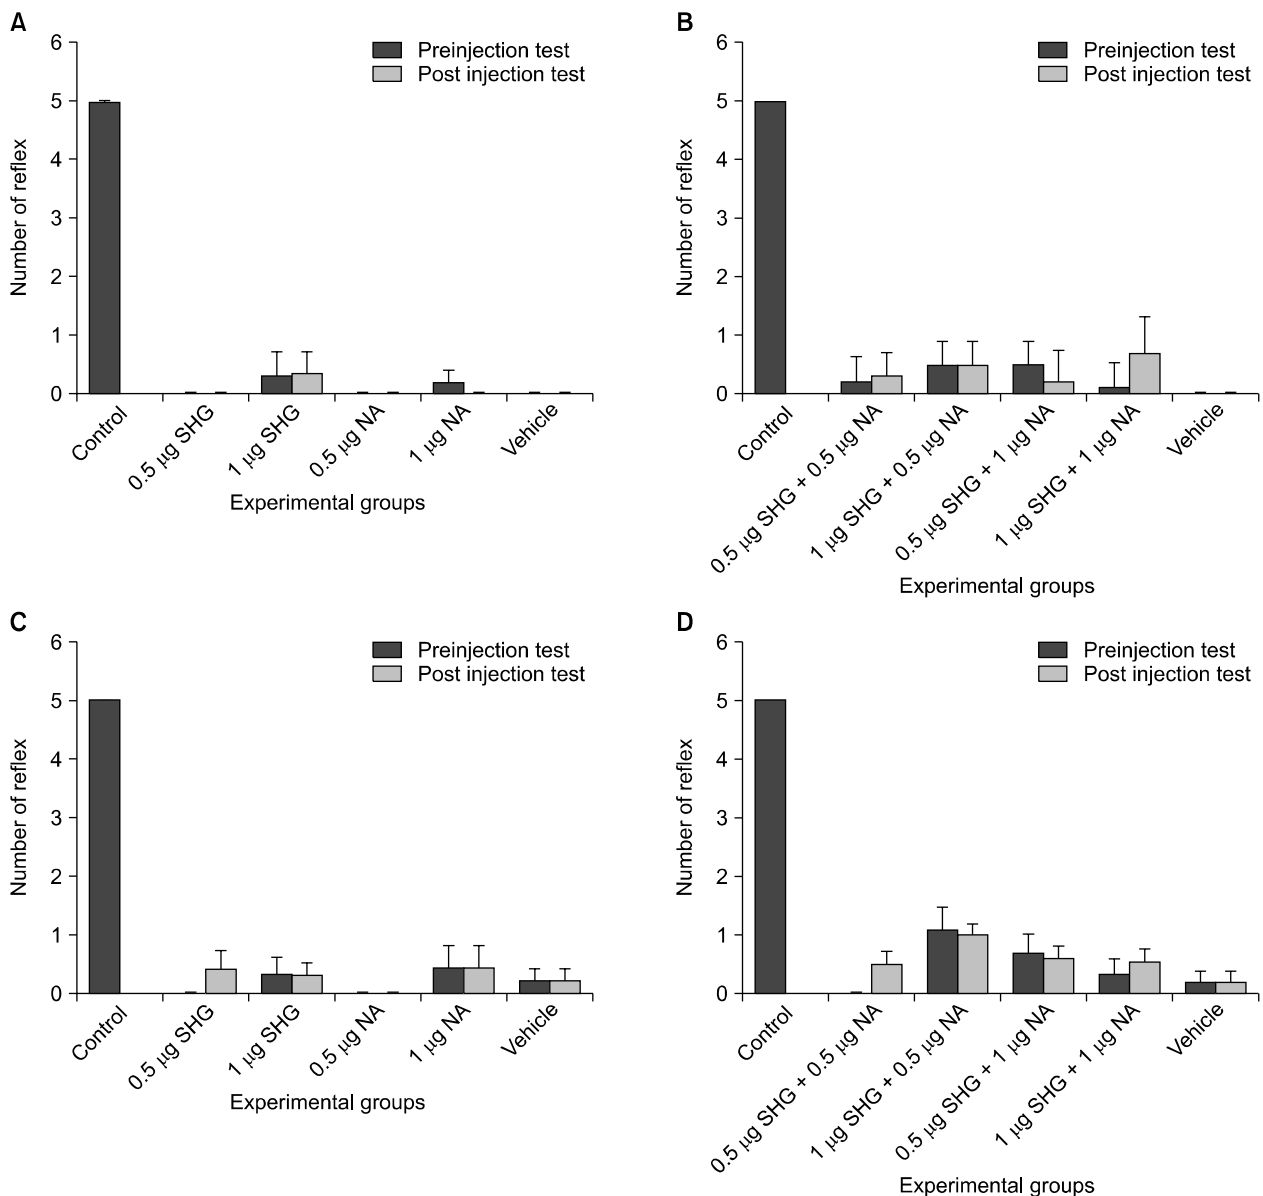 A
6
5
4
3
2
1
0
Number of reflex
Preinjection test
Post injection test
Control
0.5 µg SHG
1 µg SHG
0.5 µg NA
1 µg NA
Vehicle
Experimental groups
B
6
5
4
3
2
1
0
Number of reflex
Preinjection test
Post injection test
Control
0.5 µg SHG + 0.5 µg NA
1 µg SHG + 0.5 µg NA
0.5 µg SHG + 1 µg NA
1 µg SHG + 1 µg NA
Vehicle
Experimental groups
C
6
5
4
3
2
1
0
Number of reflex
Preinjection test
Post injection test
Control
0.5 µg SHG
1 µg SHG
0.5 µg NA
1 µg NA
Vehicle
Experimental groups
D
6
5
4
3
2
1
0
Number of reflex
Preinjection test
Post injection test
Control
0.5 µg SHG + 0.5 µg NA
1 µg SHG + 0.5 µg NA
0.5 µg SHG + 1 µg NA
1 µg SHG + 1 µg NA
Vehicle
Experimental groups